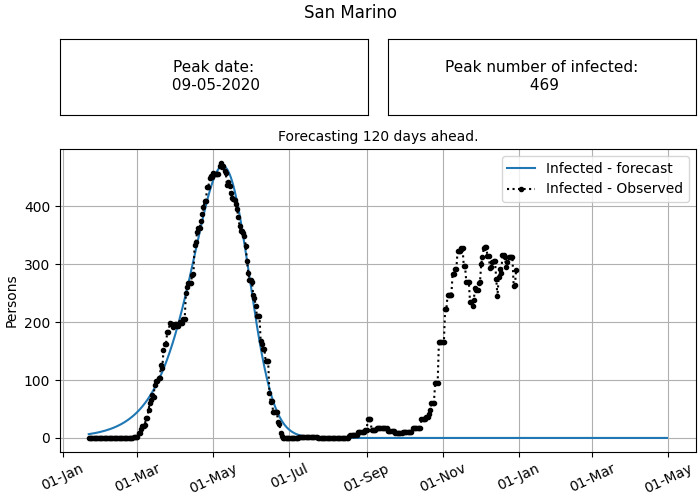 San Marino
Peak date:
09-05-2020
Peak number of infected:
469
Forecasting 120 days ahead.
Infected - forecast
Infected - Observed
Persons
400
300
200
100
0
01-Jan
01-Mar
01-May
01-Jul
01-Sep
01-Nov
01-Jan
01-Mar
01-May